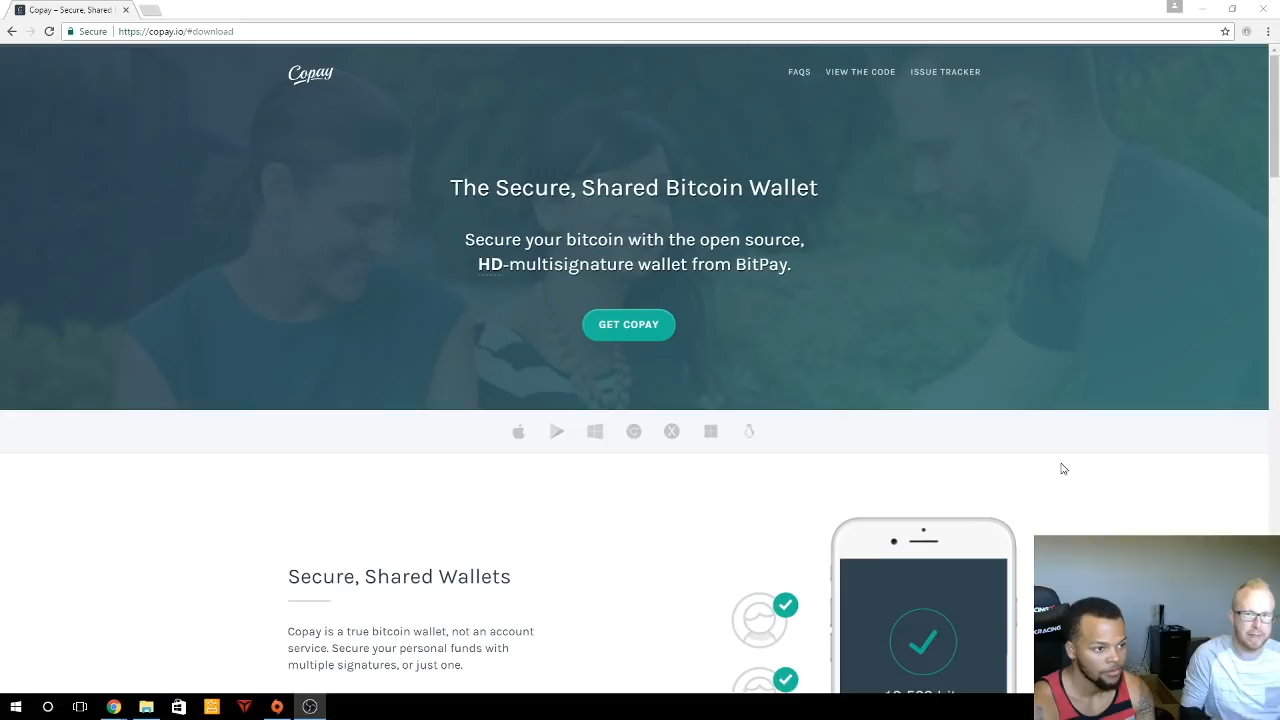 Copay – Secure, Shared
Secure
https://copay.io/#download
Copay
FAQS
VIEW THE CODE
ISSUE TRACKER
The Secure, Shared Bitcoin Wallet
Secure your bitcoin with the open source,
HD-multisignature wallet from BitPay.
GET COPAY
Secure, Shared Wallets
Copay is a true bitcoin wallet, not an account
service. Secure your personal funds with
multiple signatures, or just one.
RACING